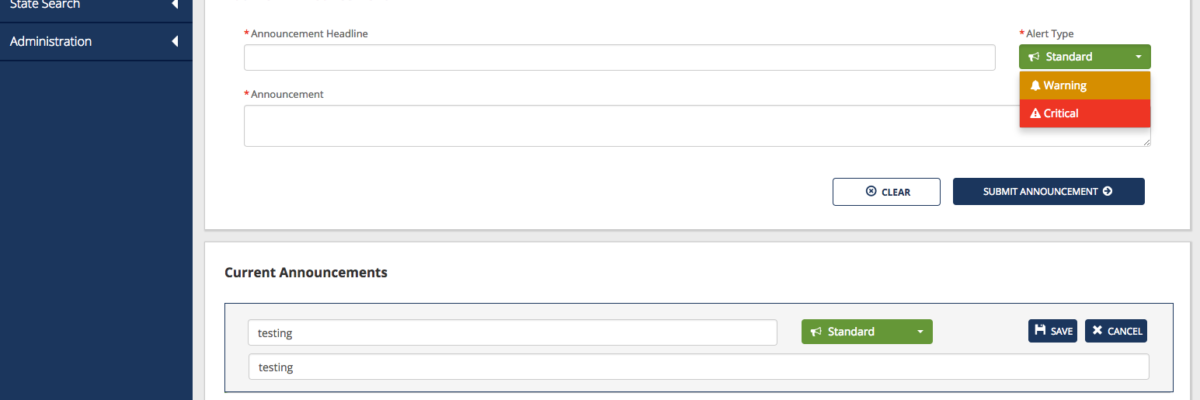 State Search
Administration
* Announcement Headline
* Alert Type
Standard
Warning
Critical
* Announcement
CLEAR
SUBMIT ANNOUNCEMENT
Current Announcements
testing
Standard
SAVE
CANCEL
testing